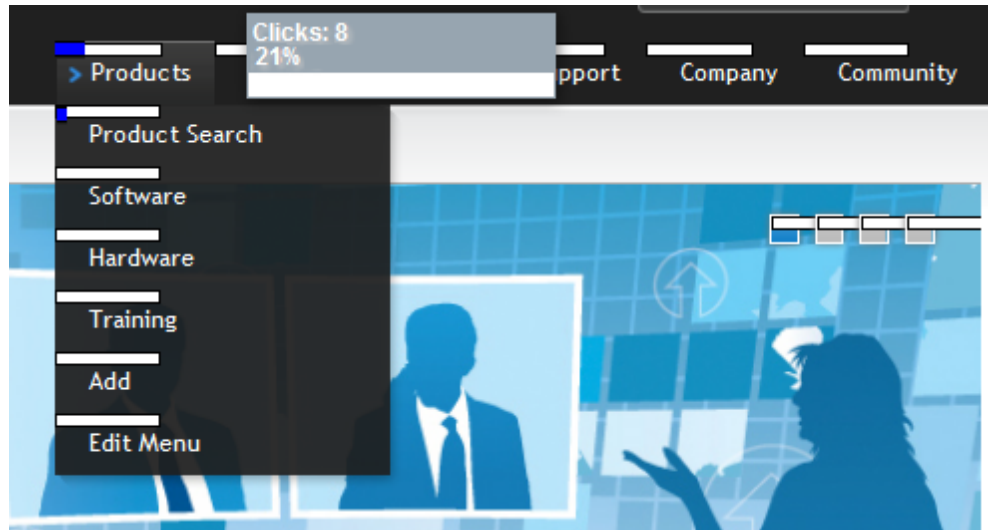 Clicks: 8
21%
Products
pport
Company
Community
Product Search
Software
Hardware
Training
Add
Edit Menu